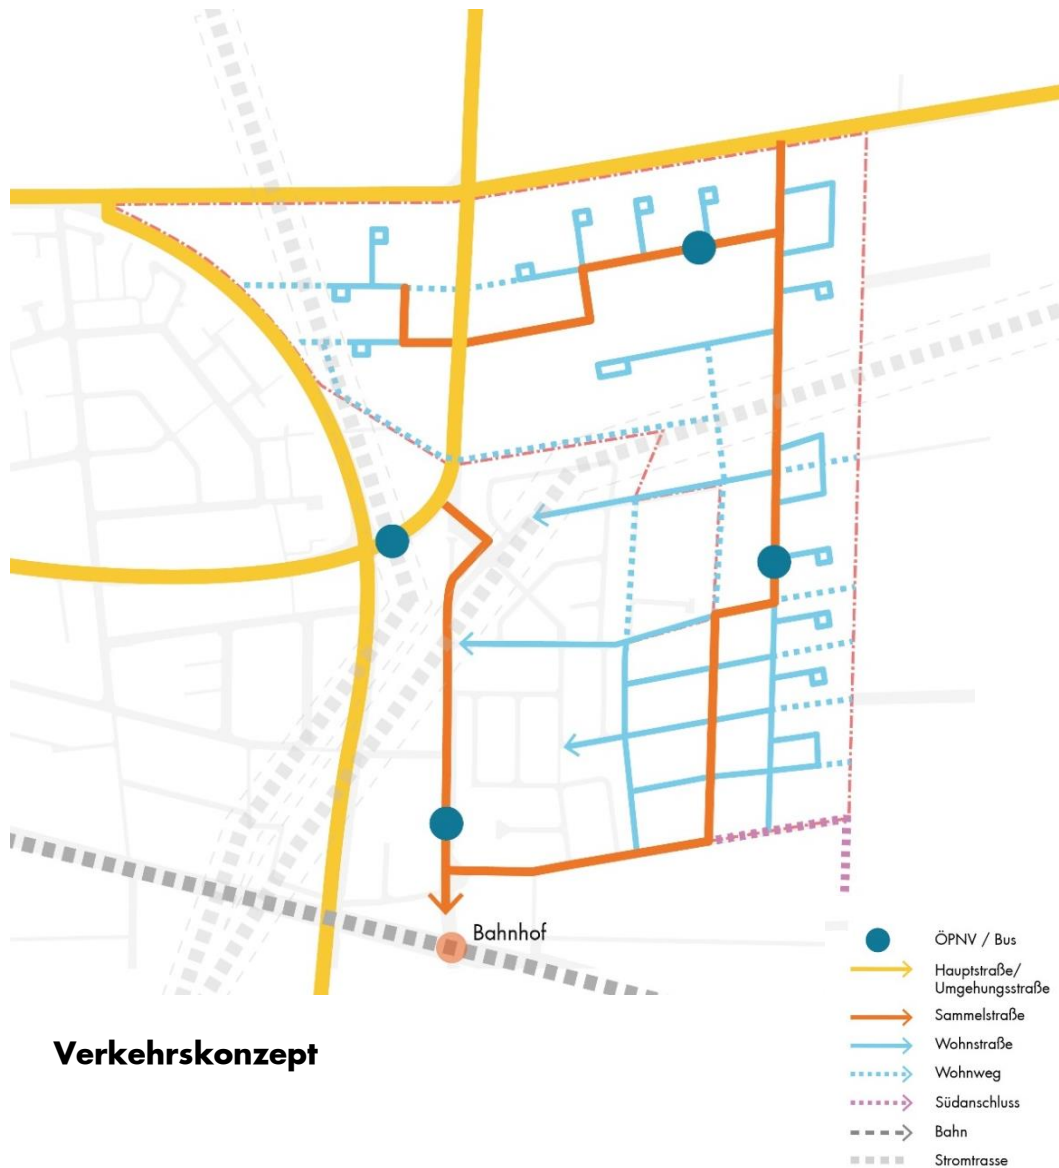 Bahnhof
ÖPNV / Bus
Hauptstraße/
Umgehungsstraße
Sammelstraße
Wohnstraße
Wohnweg
Südanschluss
Bahn
Stromtrasse
Verkehrskonzept